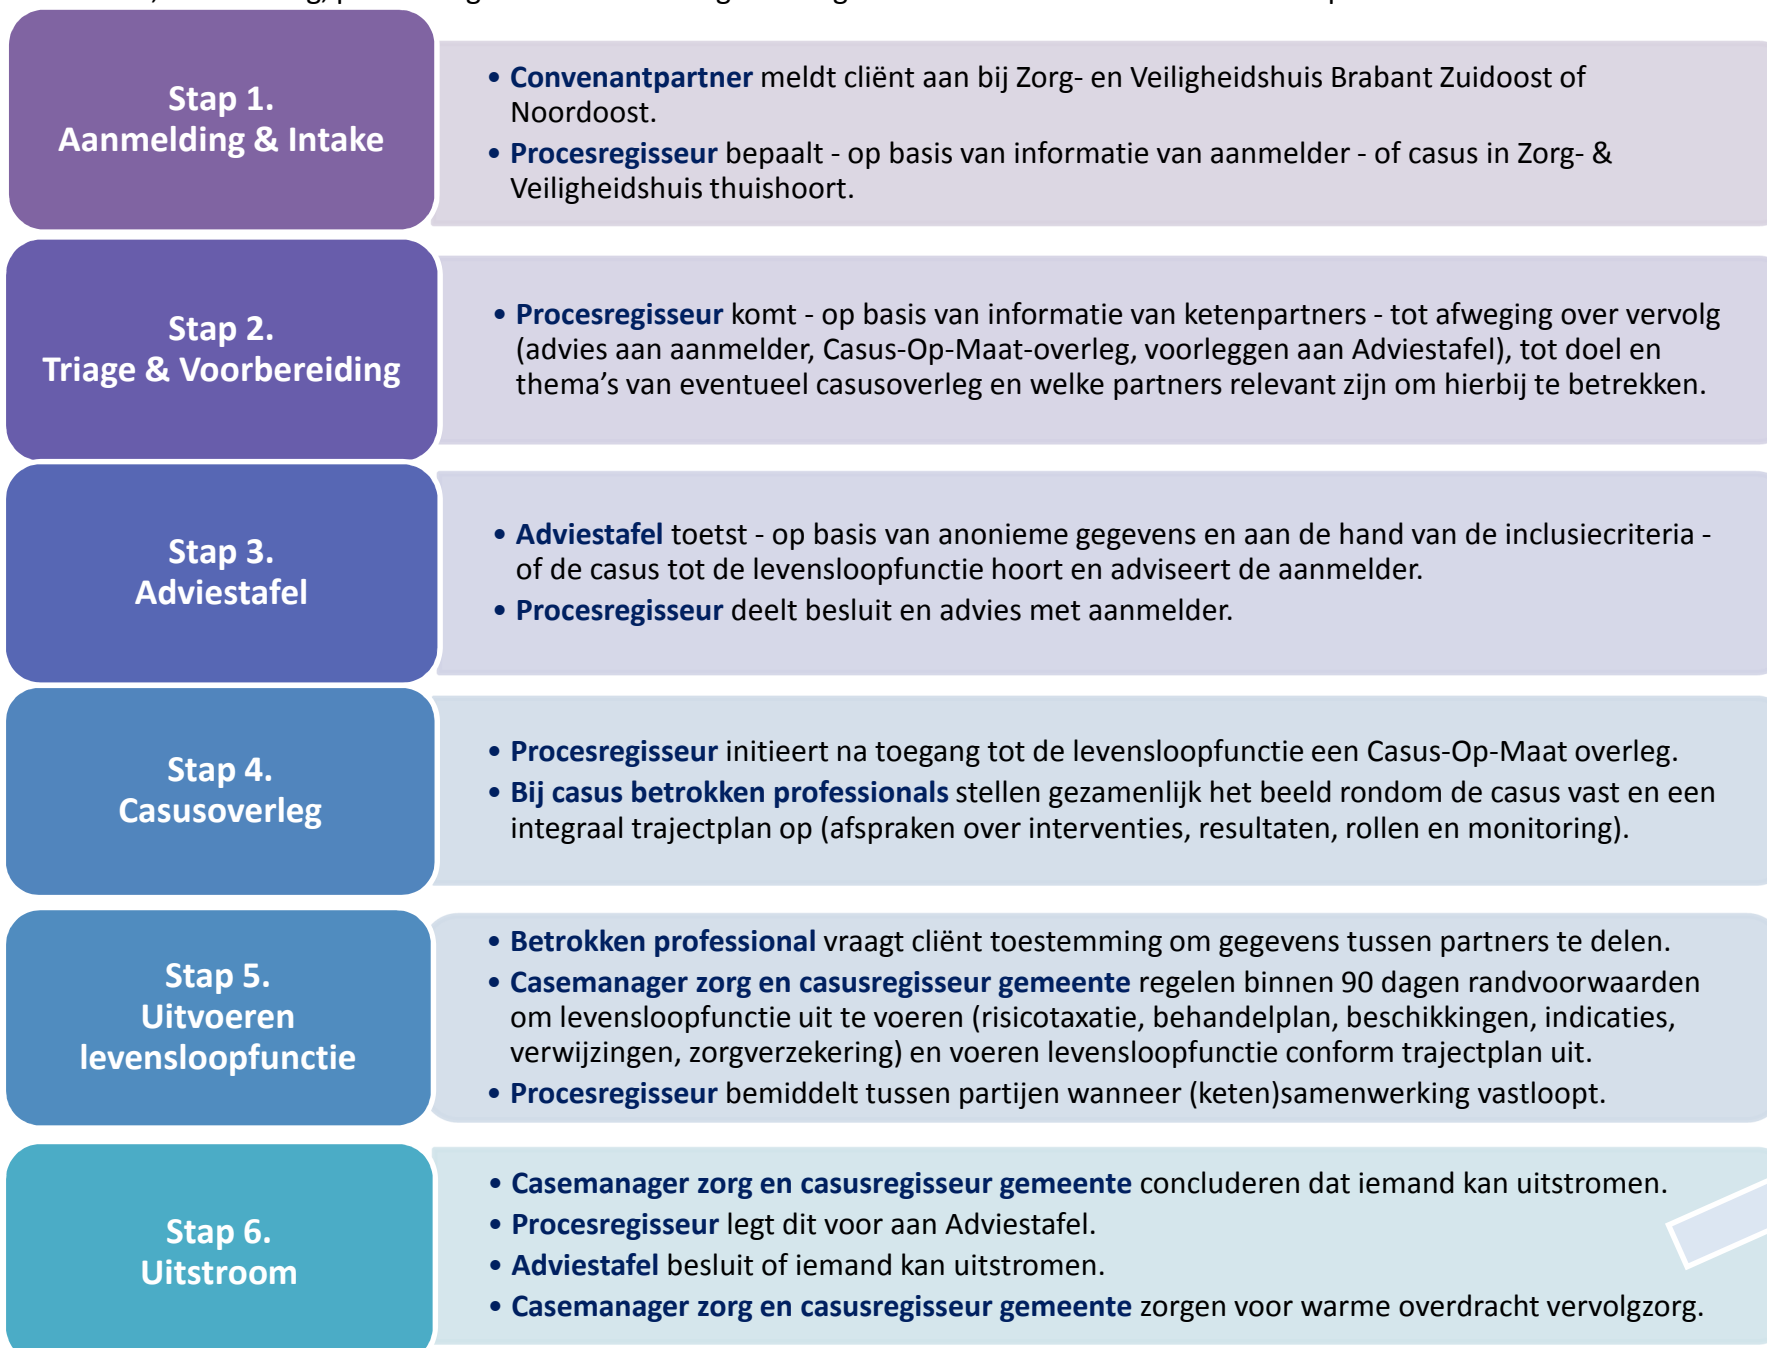 Stap 1.
Aanmelding & Intake
• Convenantpartner meldt cliënt aan bij Zorg- en Veiligheidshuis Brabant Zuidoost of
Noordoost.
• Procesregisseur bepaalt - op basis van informatie van aanmelder - of casus in Zorg- &
Veiligheidshuis thuishoort.
Stap 2.
Triage & Voorbereiding
• Procesregisseur komt - op basis van informatie van ketenpartners - tot afweging over vervolg
(advies aan aanmelder, Casus-Op-Maat-overleg, voorleggen aan Adviestafel), tot doel en
thema's van eventueel casusoverleg en welke partners relevant zijn om hierbij te betrekken.
Stap 3.
Adviestafel
• Adviestafel toetst - op basis van anonieme gegevens en aan de hand van de inclusiecriteria -
of de casus tot de levensloopfunctie hoort en adviseert de aanmelder.
• Procesregisseur deelt besluit en advies met aanmelder.
Stap 4.
Casusoverleg
• Procesregisseur initieert na toegang tot de levensloopfunctie een Casus-Op-Maat overleg.
• Bij casus betrokken professionals stellen gezamenlijk het beeld rondom de casus vast en een
integraal trajectplan op (afspraken over interventies, resultaten, rollen en monitoring).
Stap 5.
Uitvoeren
levensloopfunctie
• Betrokken professional vraagt cliënt toestemming om gegevens tussen partners te delen.
• Casemanager zorg en casusregisseur gemeente regelen binnen 90 dagen randvoorwaarden
om levensloopfunctie uit te voeren (risicotaxatie, behandelplan, beschikkingen, indicaties,
verwijzingen, zorgverzekering) en voeren levensloopfunctie conform trajectplan uit.
• Procesregisseur bemiddelt tussen partijen wanneer (keten)samenwerking vastloopt.
Stap 6.
Uitstroom
• Casemanager zorg en casusregisseur gemeente concluderen dat iemand kan uitstromen.
• Procesregisseur legt dit voor aan Adviestafel.
• Adviestafel besluit of iemand kan uitstromen.
• Casemanager zorg en casusregisseur gemeente zorgen voor warme overdracht vervolgzorg.